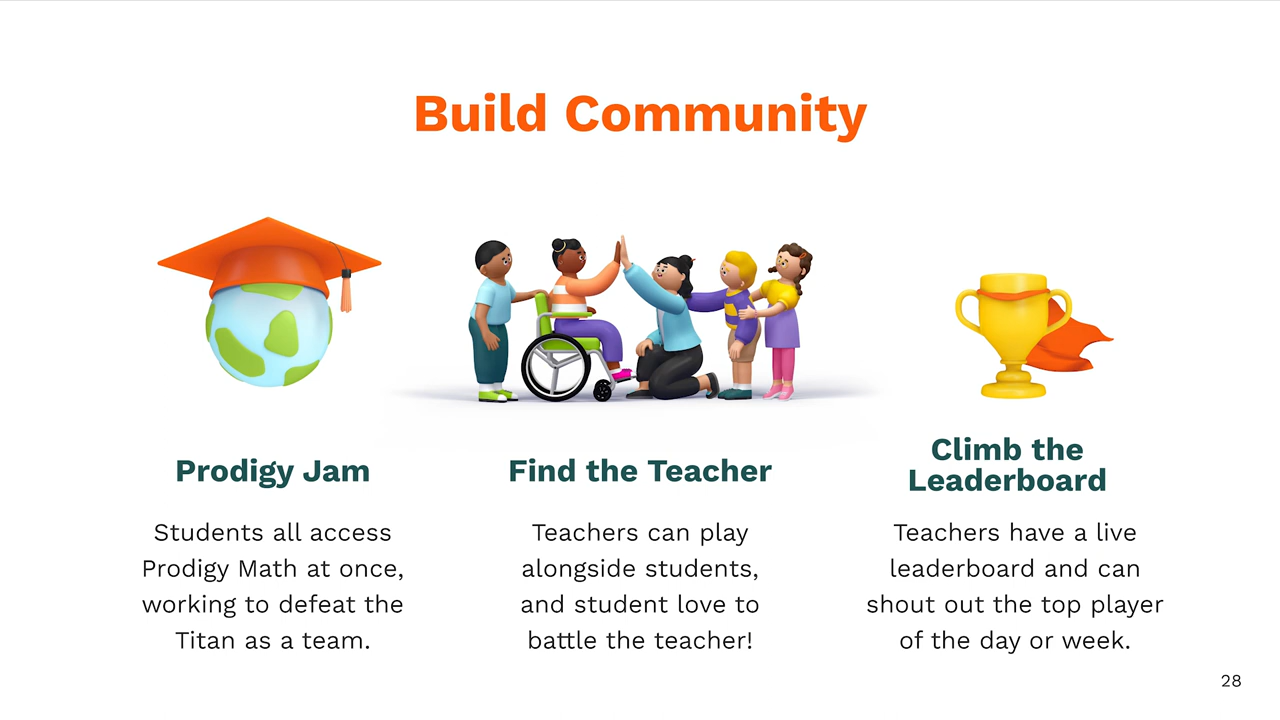 Build Community
Prodigy Jam
Students all access
Prodigy Math at once,
working to defeat the
Titan as a team.
Find the Teacher
Teachers can play
alongside students,
and student love to
battle the teacher!
Climb the
Leaderboard
Teachers have a live
leaderboard and can
shout out the top player
of the day or week.
28